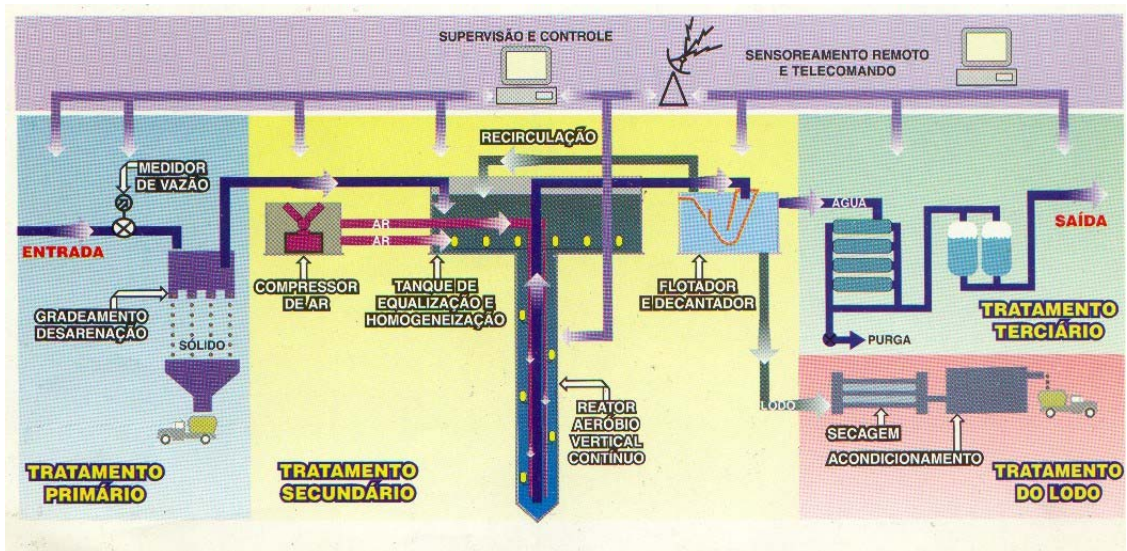 SUPERVISÃO E CONTROLE
SENSOREAMENTO REMOTO
E TELECOMANDO
RECIRCULAÇÃO
MEDIDOR
DE VAZÃO
ENTRADA
GRADEAMENTO
DESARENAÇÃO
SÓLIDO
TRATAMENTO
PRIMÁRIO
AR
AR
COMPRESSOR
DE AR
TANQUE DE
EQUALIZAÇÃO E
HOMOGENEIZAÇÃO
REATOR
AERÓBIO
VERTICAL
CONTÍNUO
FLOTADOR
E DECANTADOR
TRATAMENTO
SECUNDÁRIO
ÁGUA
SAÍDA
PURGA
TRATAMENTO
TERCIÁRIO
LODO
SECAGEM
ACONDICIONAMENTO
TRATAMENTO
DO LODO